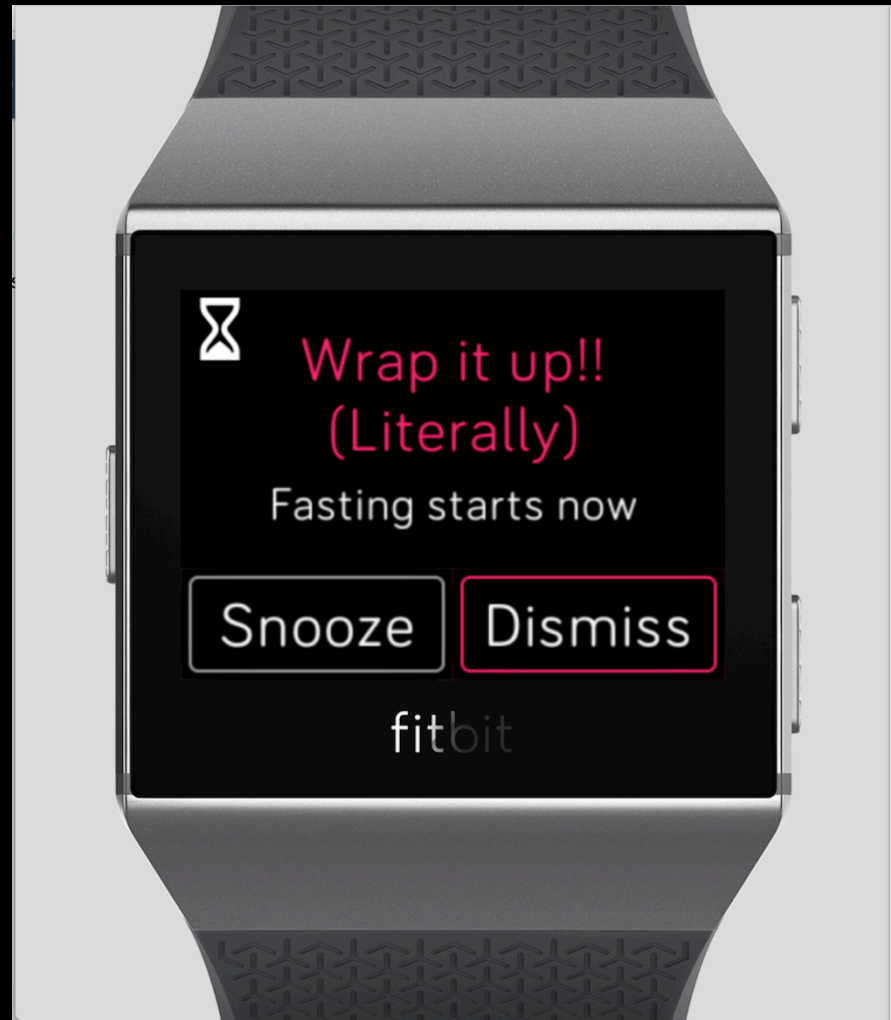 Wrap it up!!
(Literally)
Fasting starts now
Snooze Dismiss
fitbit